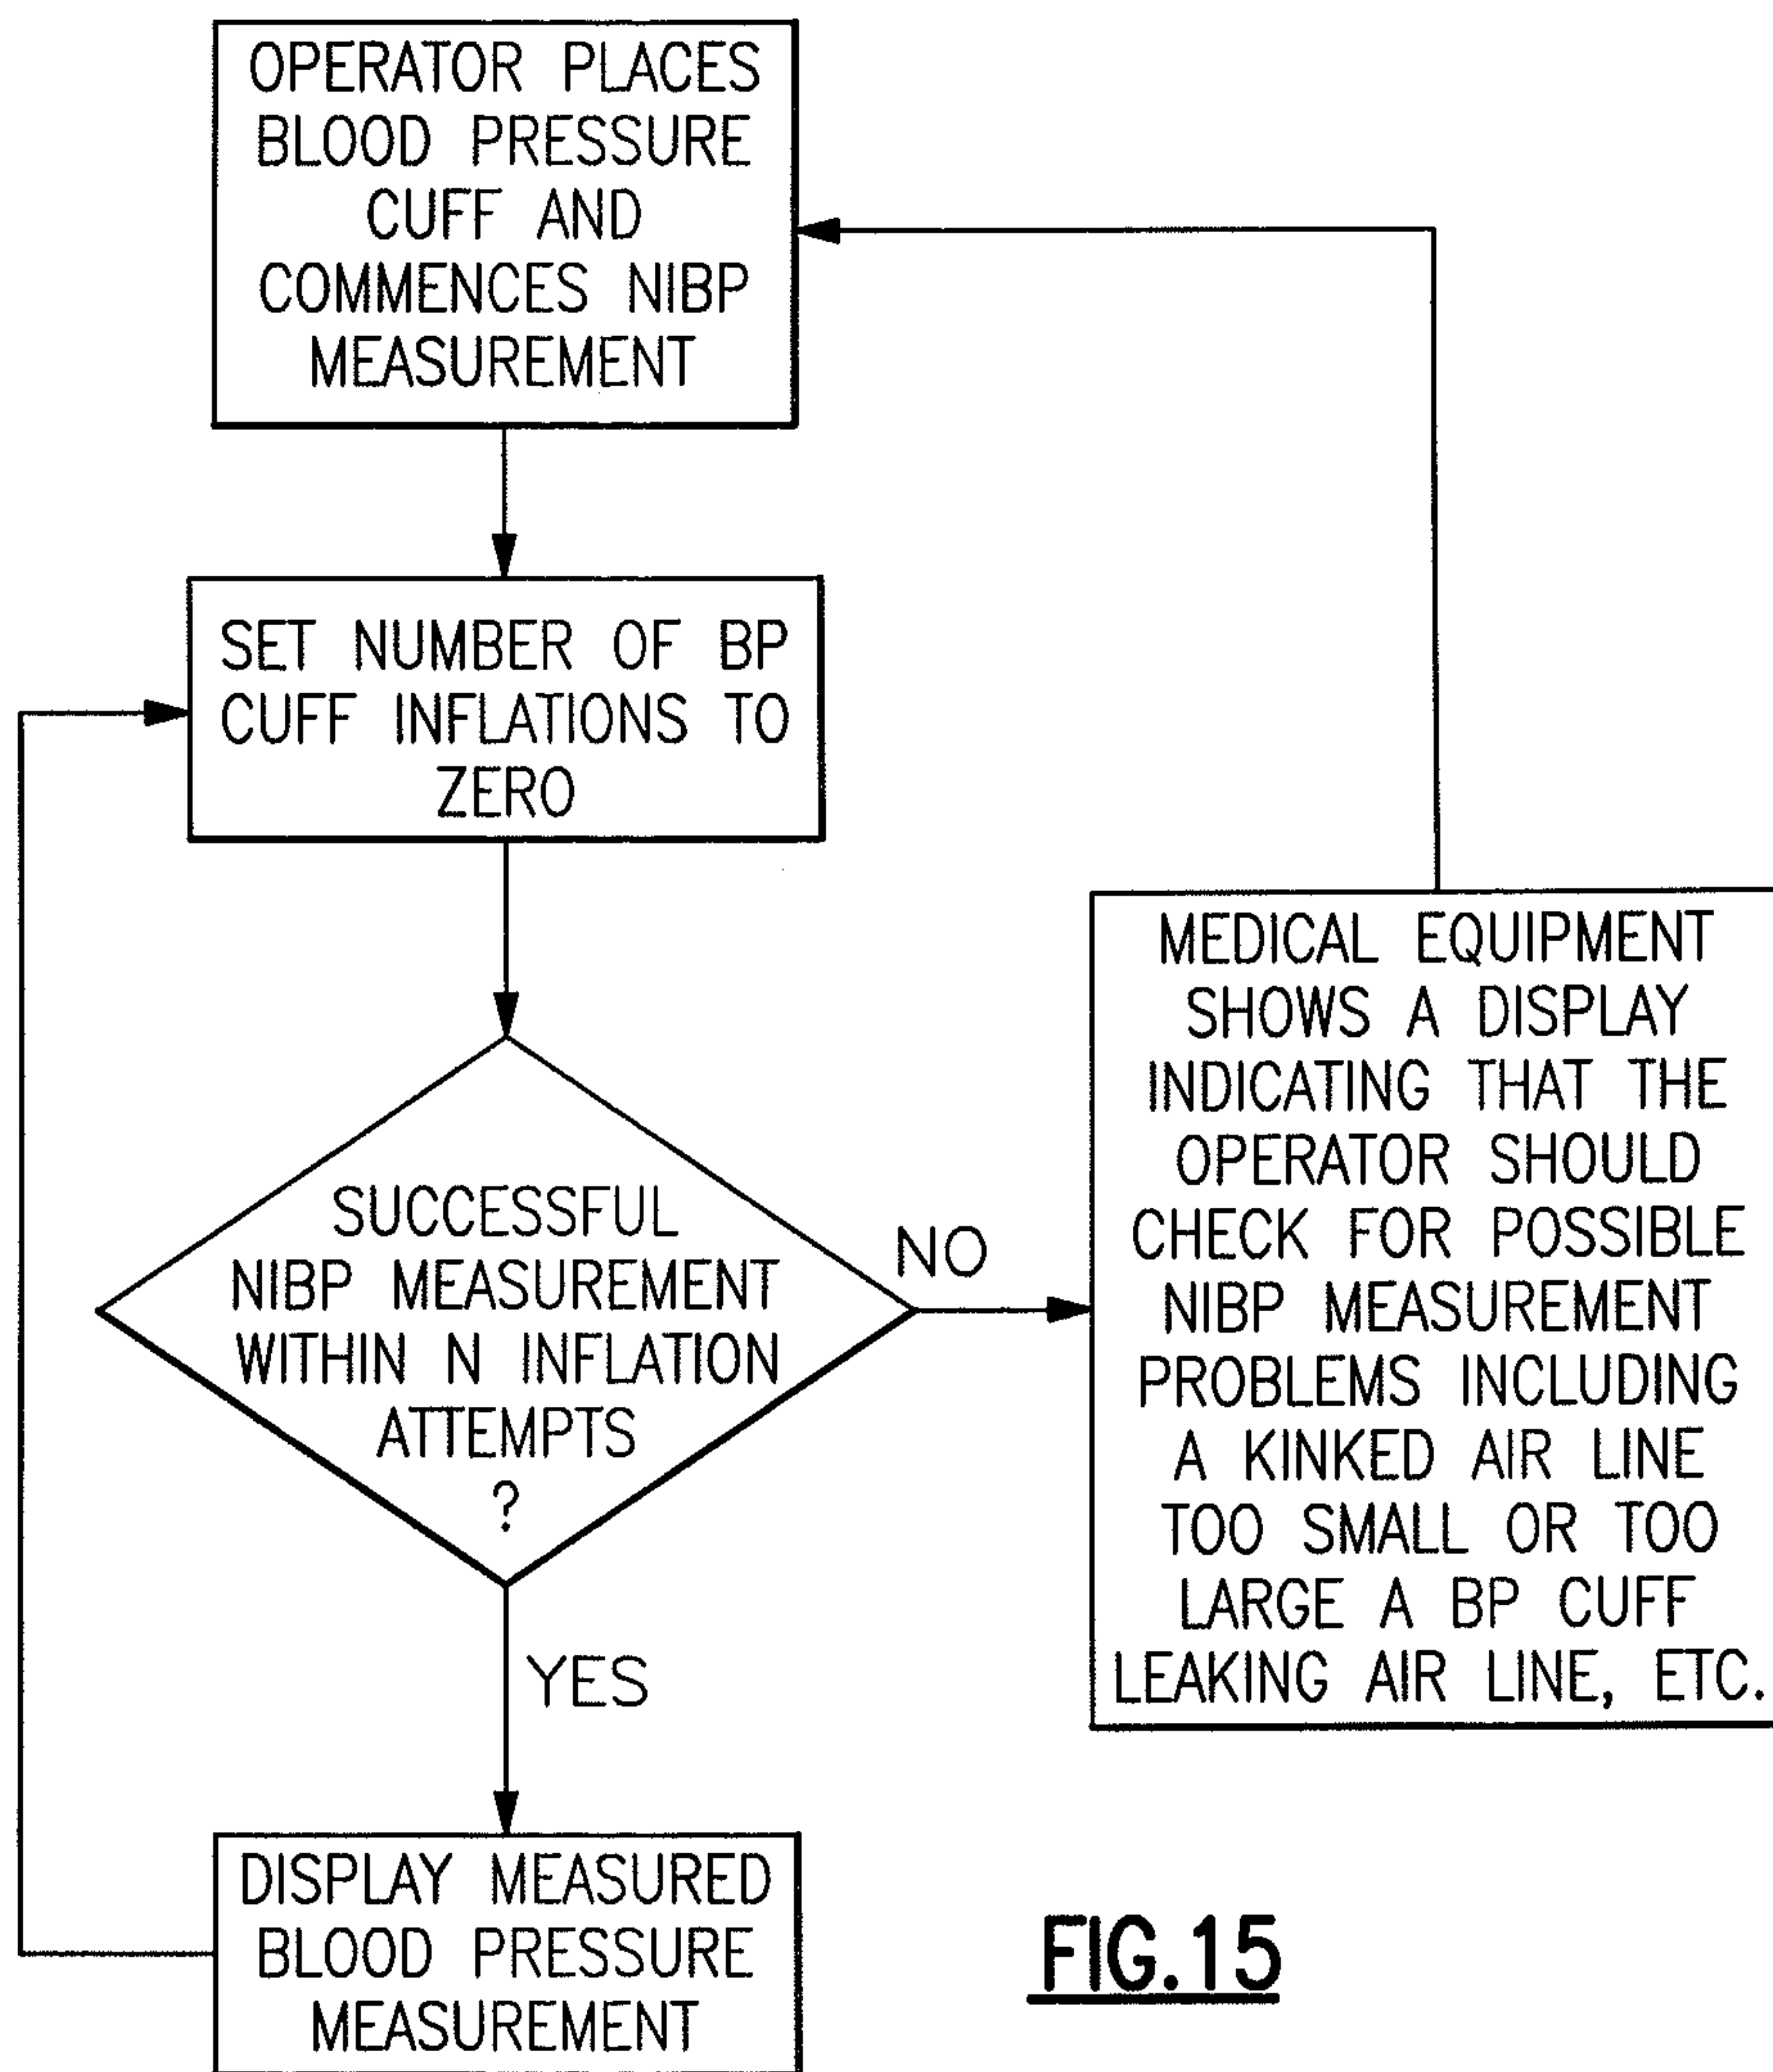 OPERATOR PLACES
BLOOD PRESSURE
CUFF AND
COMMENCES NIBP
MEASUREMENT
SET NUMBER OF BP
CUFF INFLATIONS TO
ZERO
SUCCESSFUL
NIBP MEASUREMENT
WITHIN N INFLATION
ATTEMPTS
?
NO
MEDICAL EQUIPMENT
SHOWS A DISPLAY
INDICATING THAT THE
OPERATOR SHOULD
CHECK FOR POSSIBLE
NIBP MEASUREMENT
PROBLEMS INCLUDING
A KINKED AIR LINE
TOO SMALL OR TOO
LARGE A BP CUFF
LEAKING AIR LINE, ETC.
YES
DISPLAY MEASURED
BLOOD PRESSURE
MEASUREMENT
FIG.15